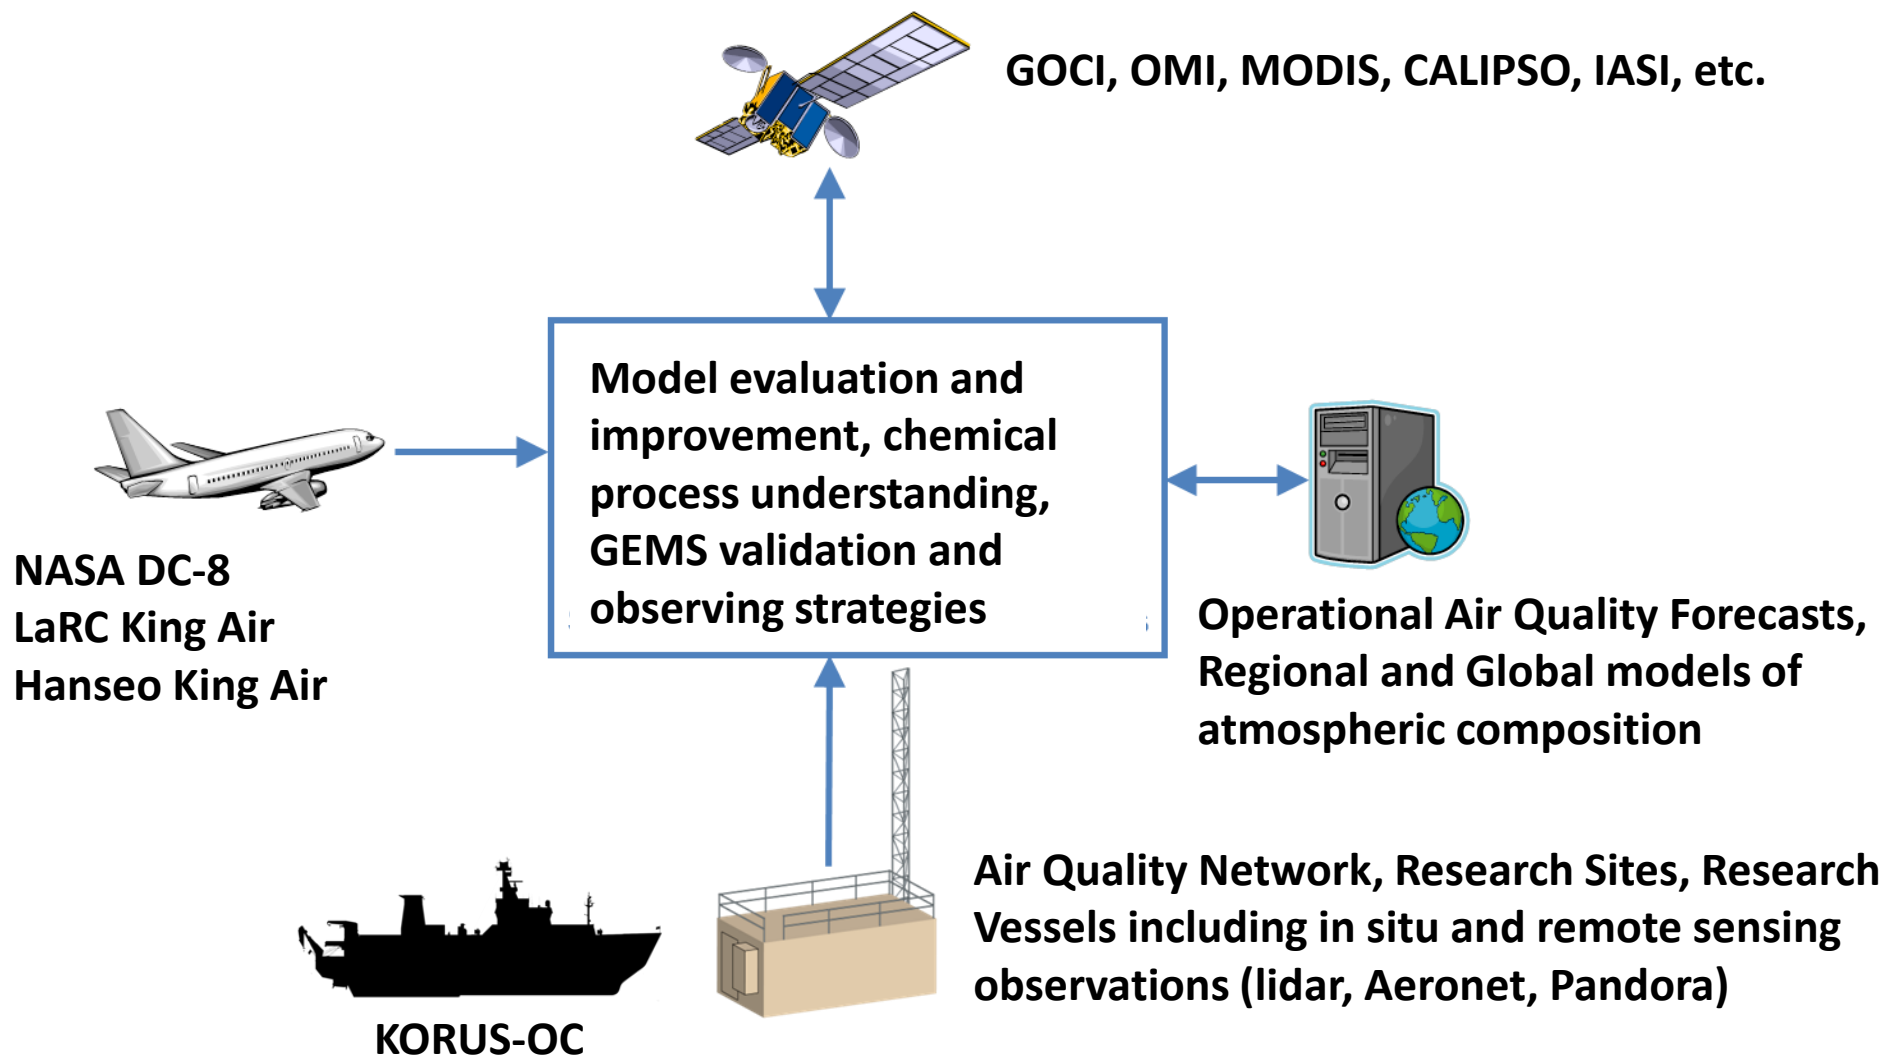 GOCI, OMI, MODIS, CALIPSO, IASI, etc.
Model evaluation and
improvement, chemical
process understanding,
GEMS validation and
observing strategies
NASA DC-8
LaRC King Air
Hanseo King Air
Operational Air Quality Forecasts,
Regional and Global models of
atmospheric composition
Air Quality Network, Research Sites, Research
Vessels including in situ and remote sensing
observations (lidar, Aeronet, Pandora)
KORUS-OC